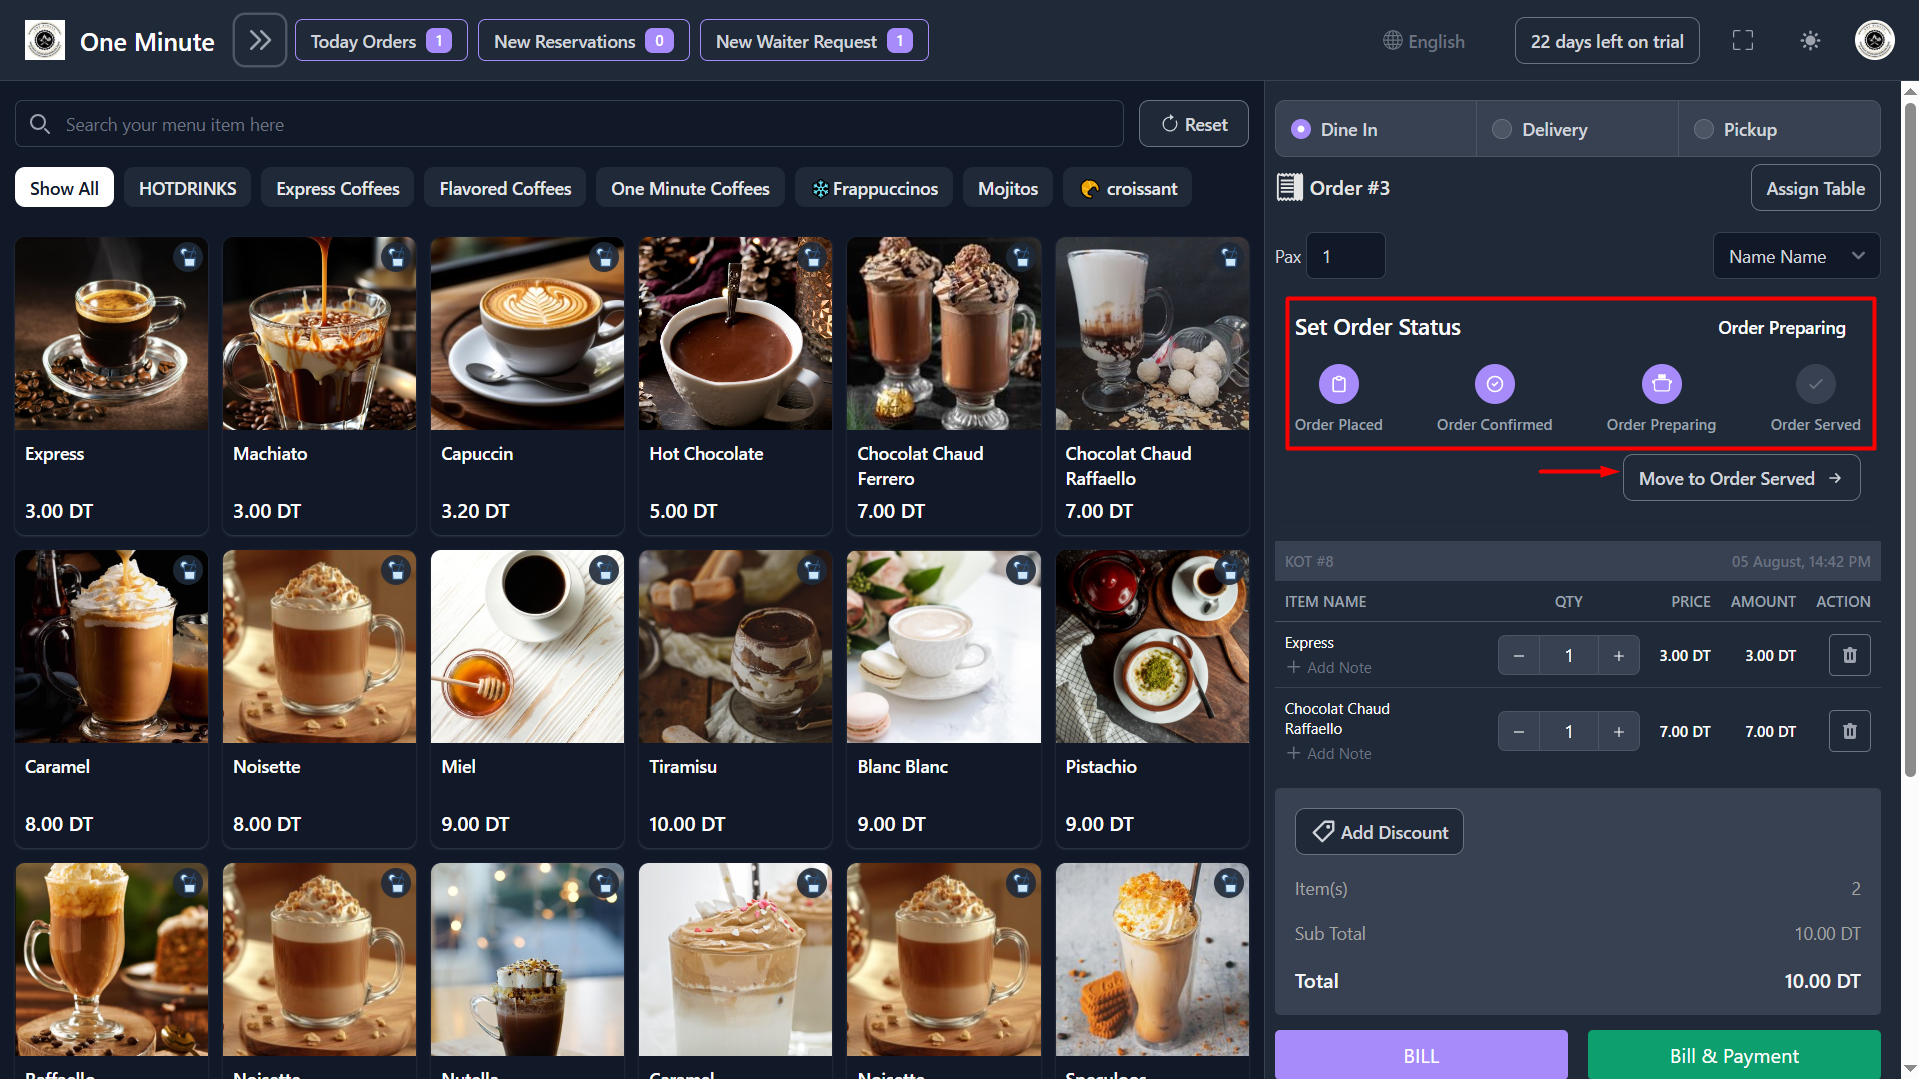 One Minute
Today Orders 1
New Reservations 0
New Waiter Request 1
English
22 days left on trial
Search your menu item here
Reset
Show All
HOTDRINKS
Express Coffees
Flavored Coffees
One Minute Coffees
Frappuccinos
Mojitos
croissant
Express
3.00 DT
Machiato
3.00 DT
Capuccin
3.20 DT
Hot Chocolate
5.00 DT
Chocolat Chaud
Ferrero
7.00 DT
Chocolat Chaud
Raffaello
7.00 DT
Caramel
8.00 DT
Noisette
8.00 DT
Miel
9.00 DT
Tiramisu
10.00 DT
Blanc Blanc
9.00 DT
Pistachio
9.00 DT
Raffaello
Noisette
Nutella
Caramel
Noisette
Speculoos
Dine In
Delivery
Pickup
Order #3
Assign Table
Pax 1
Name Name
Set Order Status
Order Preparing
Order Placed
Order Confirmed
Order Preparing
Order Served
Move to Order Served
KOT #8
05 August, 14:42 PM
ITEM NAME QTY PRICE AMOUNT ACTION
Express
Add Note
− 1 + 3.00 DT 3.00 DT
Chocolat Chaud
Raffaello
Add Note
− 1 + 7.00 DT 7.00 DT
Add Discount
Item(s) 2
Sub Total 10.00 DT
Total 10.00 DT
BILL
Bill & Payment